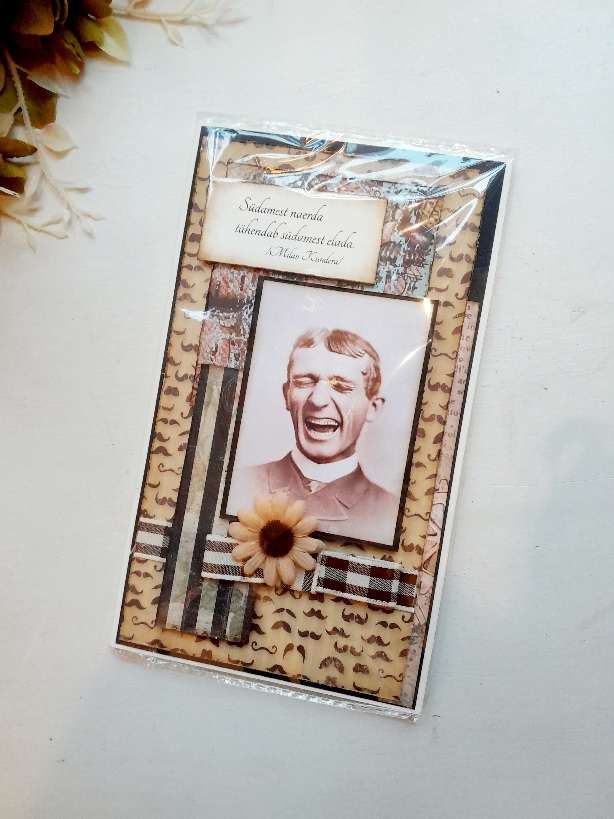 Südamest naerda
tähendab südamest elada.
/Milan Kundera/